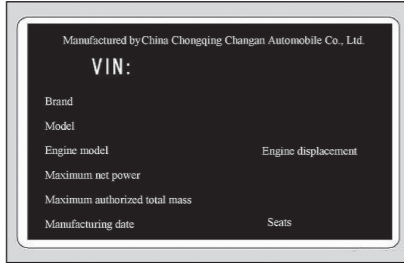 Manufactured by China Chongqing Changan Automobile Co., Ltd.
VIN:
Brand
Model
Engine model Engine displacement
Maximum net power
Maximum authorized total mass
Manufacturing date Seats